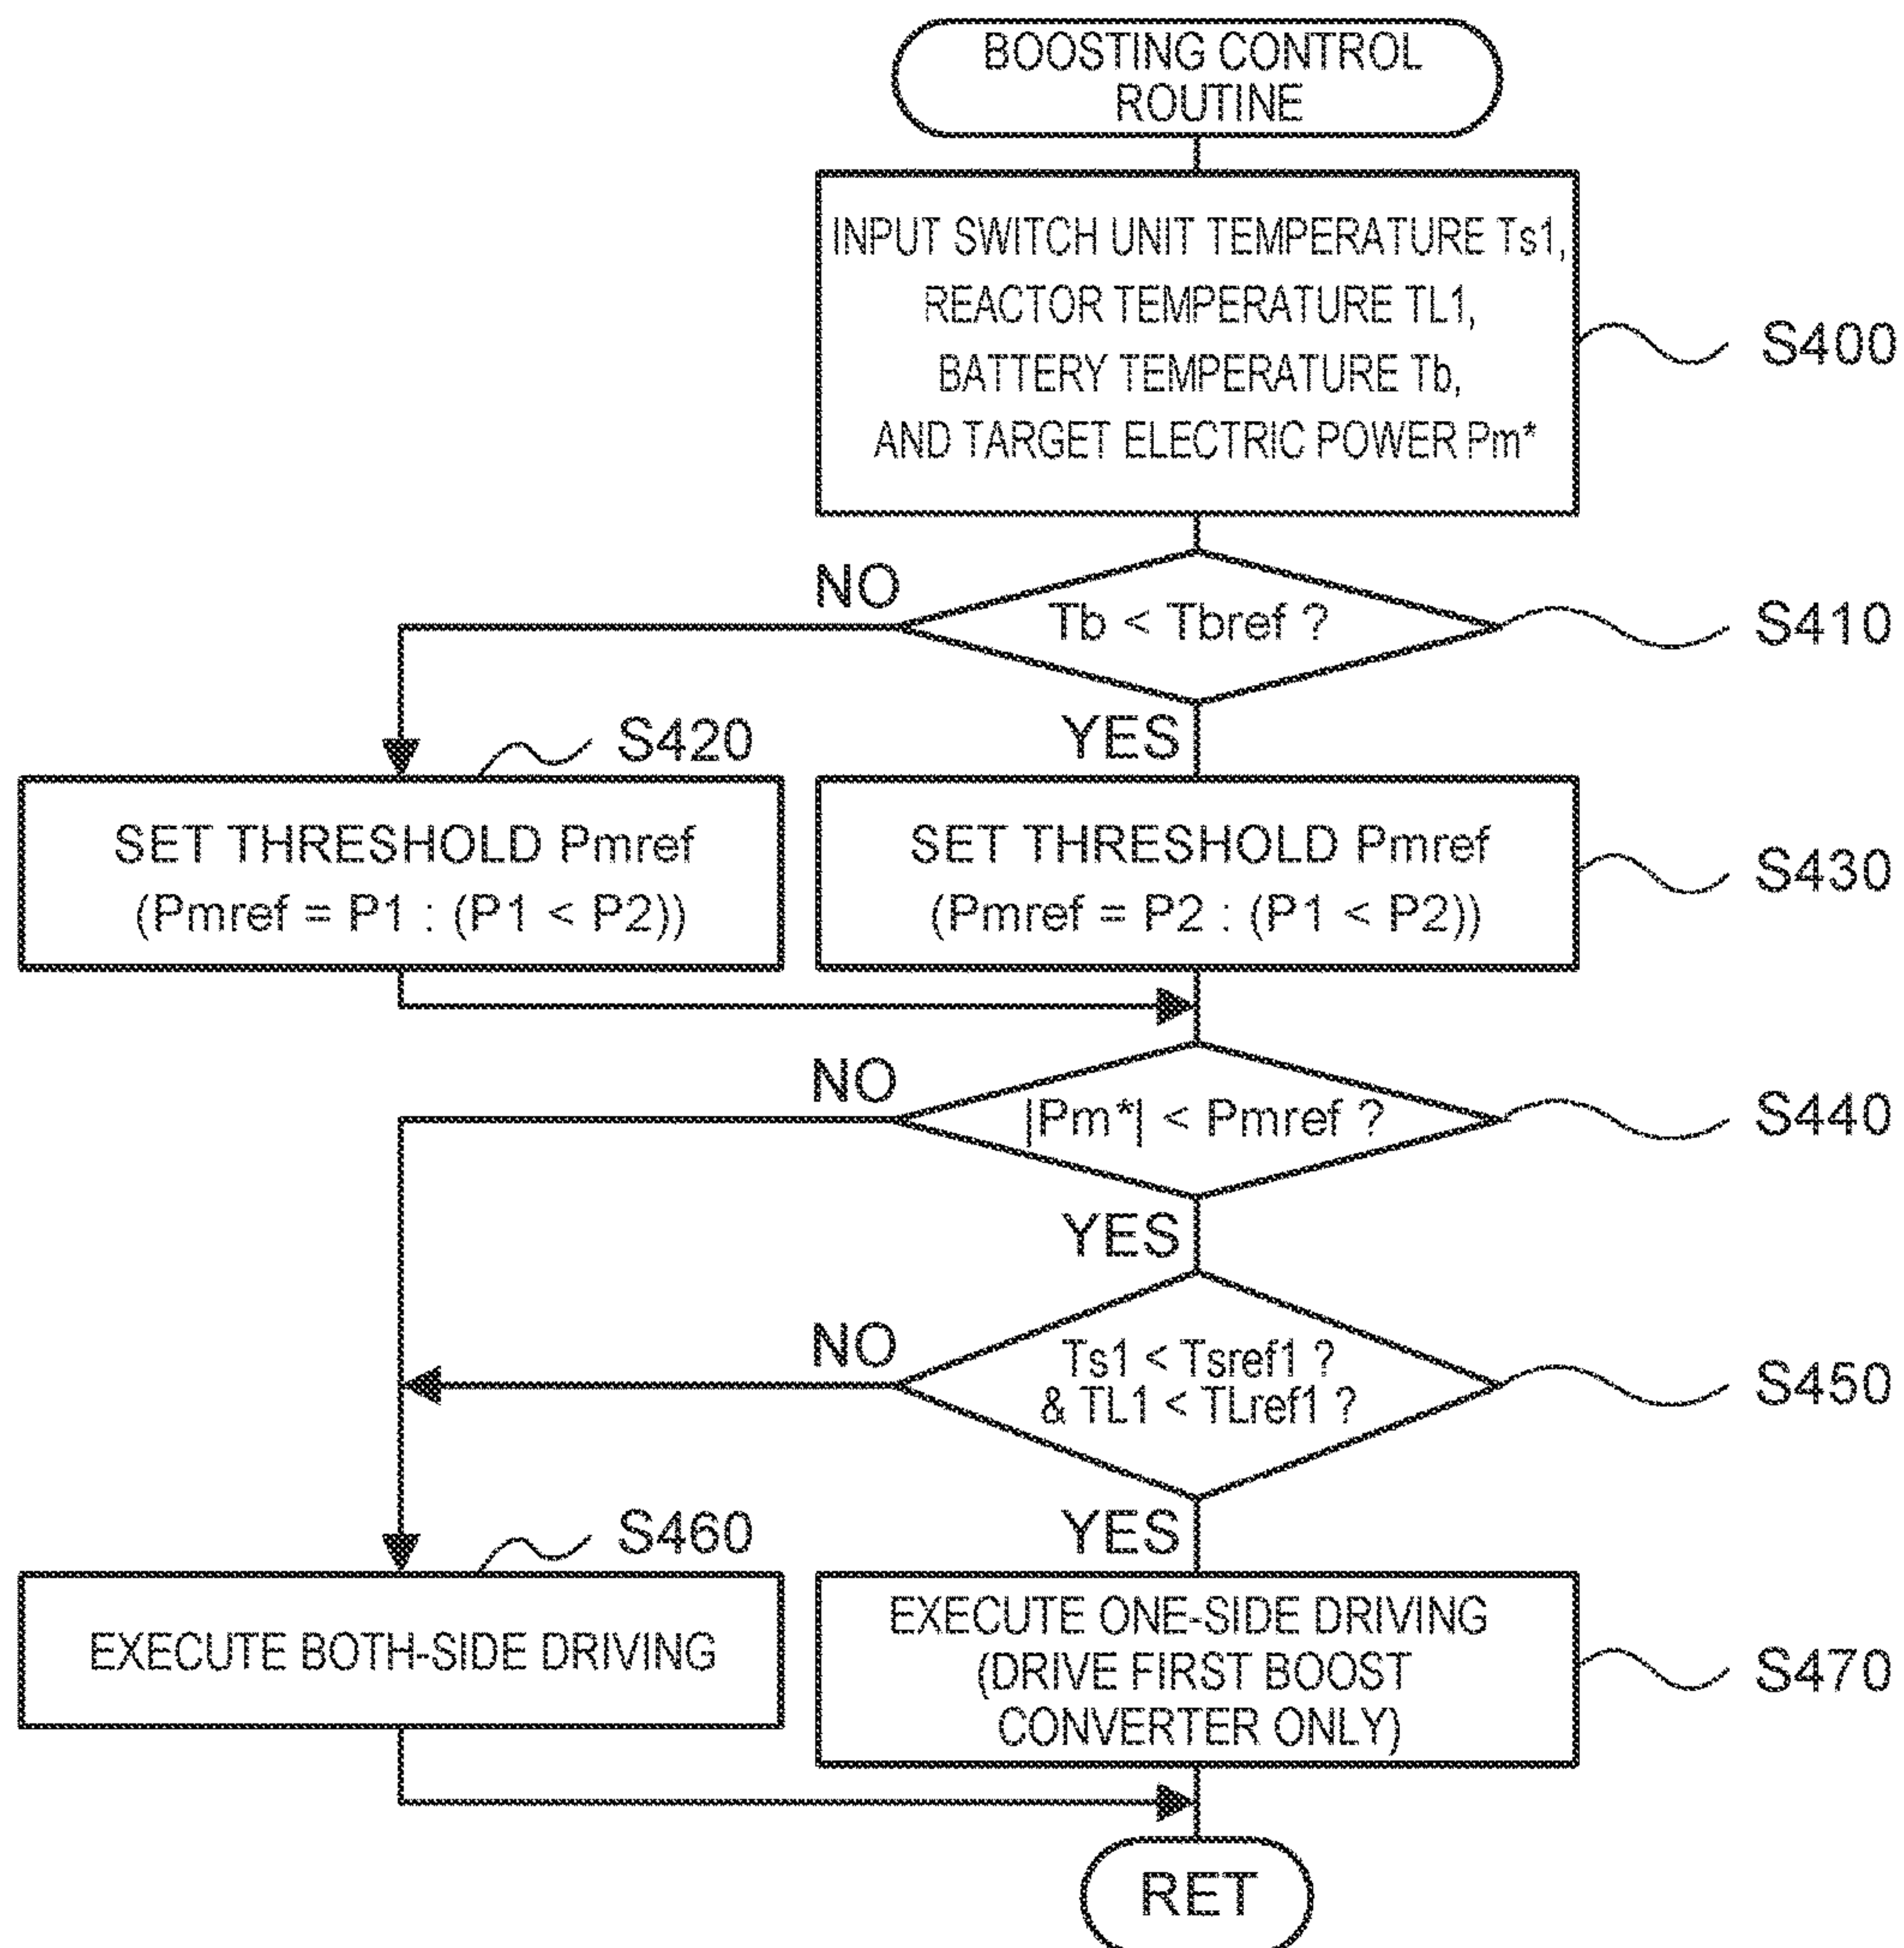 BOOSTING CONTROL
ROUTINE
INPUT SWITCH UNIT TEMPERATURE Ts1,
REACTOR TEMPERATURE TL1,
BATTERY TEMPERATURE Tb,
AND TARGET ELECTRIC POWER Pm*
S400
NO
Tb < Tbref ?
S410
YES
S420
SET THRESHOLD Pmref
(Pmref = P1 : (P1 < P2))
SET THRESHOLD Pmref
(Pmref = P2 : (P1 < P2))
S430
NO
|Pm*| < Pmref ?
S440
YES
NO
Ts1 < Tsref1 ?
& TL1 < TLref1 ?
S450
YES
S460
EXECUTE BOTH-SIDE DRIVING
EXECUTE ONE-SIDE DRIVING
(DRIVE FIRST BOOST
CONVERTER ONLY)
S470
RET